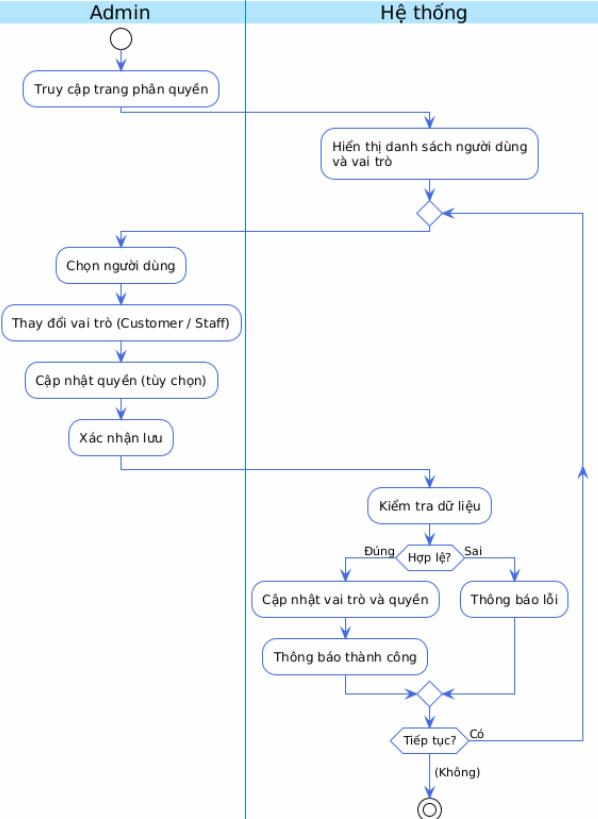 Admin
Hệ thống
Truy cập trang phân quyền
Hiển thị danh sách người dùng
và vai trò
Chọn người dùng
Thay đổi vai trò (Customer / Staff)
Cập nhật quyền (tùy chọn)
Xác nhận lưu
Kiểm tra dữ liệu
Đúng
Hợp lệ?
Sai
Cập nhật vai trò và quyền
Thông báo lỗi
Thông báo thành công
Tiếp tục?
Có
(Không)